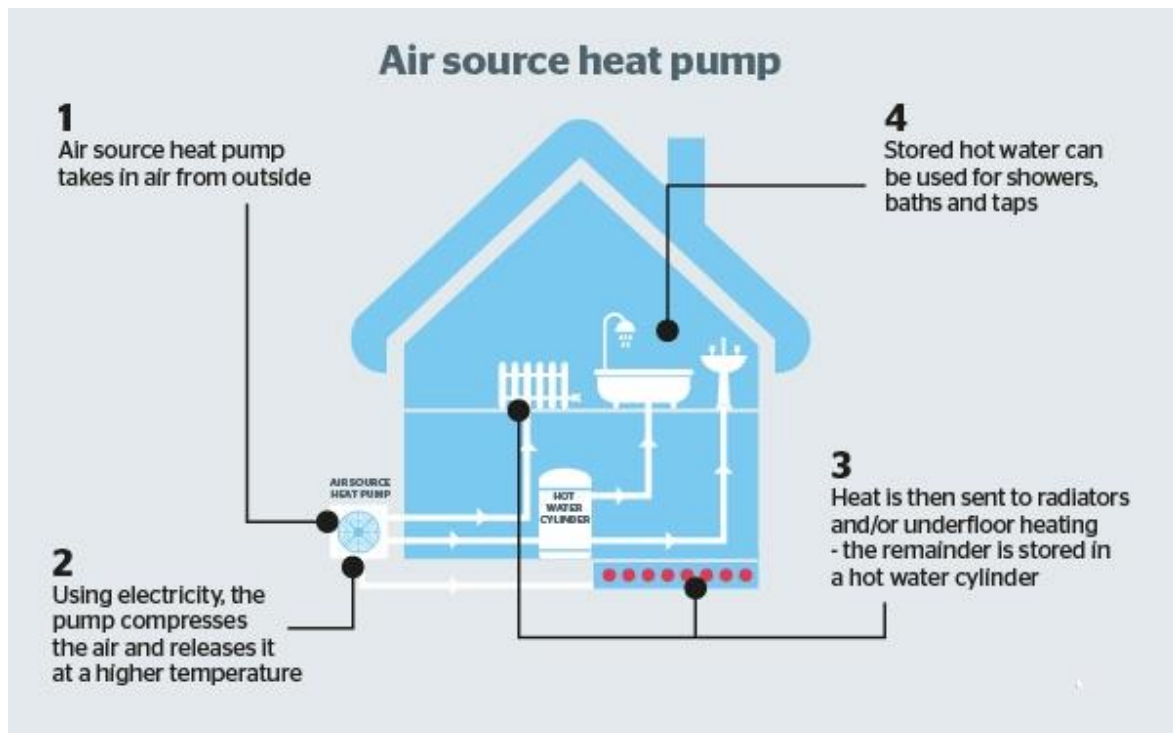 Air source heat pump
1
Air source heat pump
takes in air from outside
4
Stored hot water can
be used for showers,
baths and taps
AIR SOURCE
HEAT PUMP
HOT
WATER
CYLINDER
3
Heat is then sent to radiators
and/or underfloor heating
- the remainder is stored in
a hot water cylinder
2
Using electricity, the
pump compresses
the air and releases it
at a higher temperature